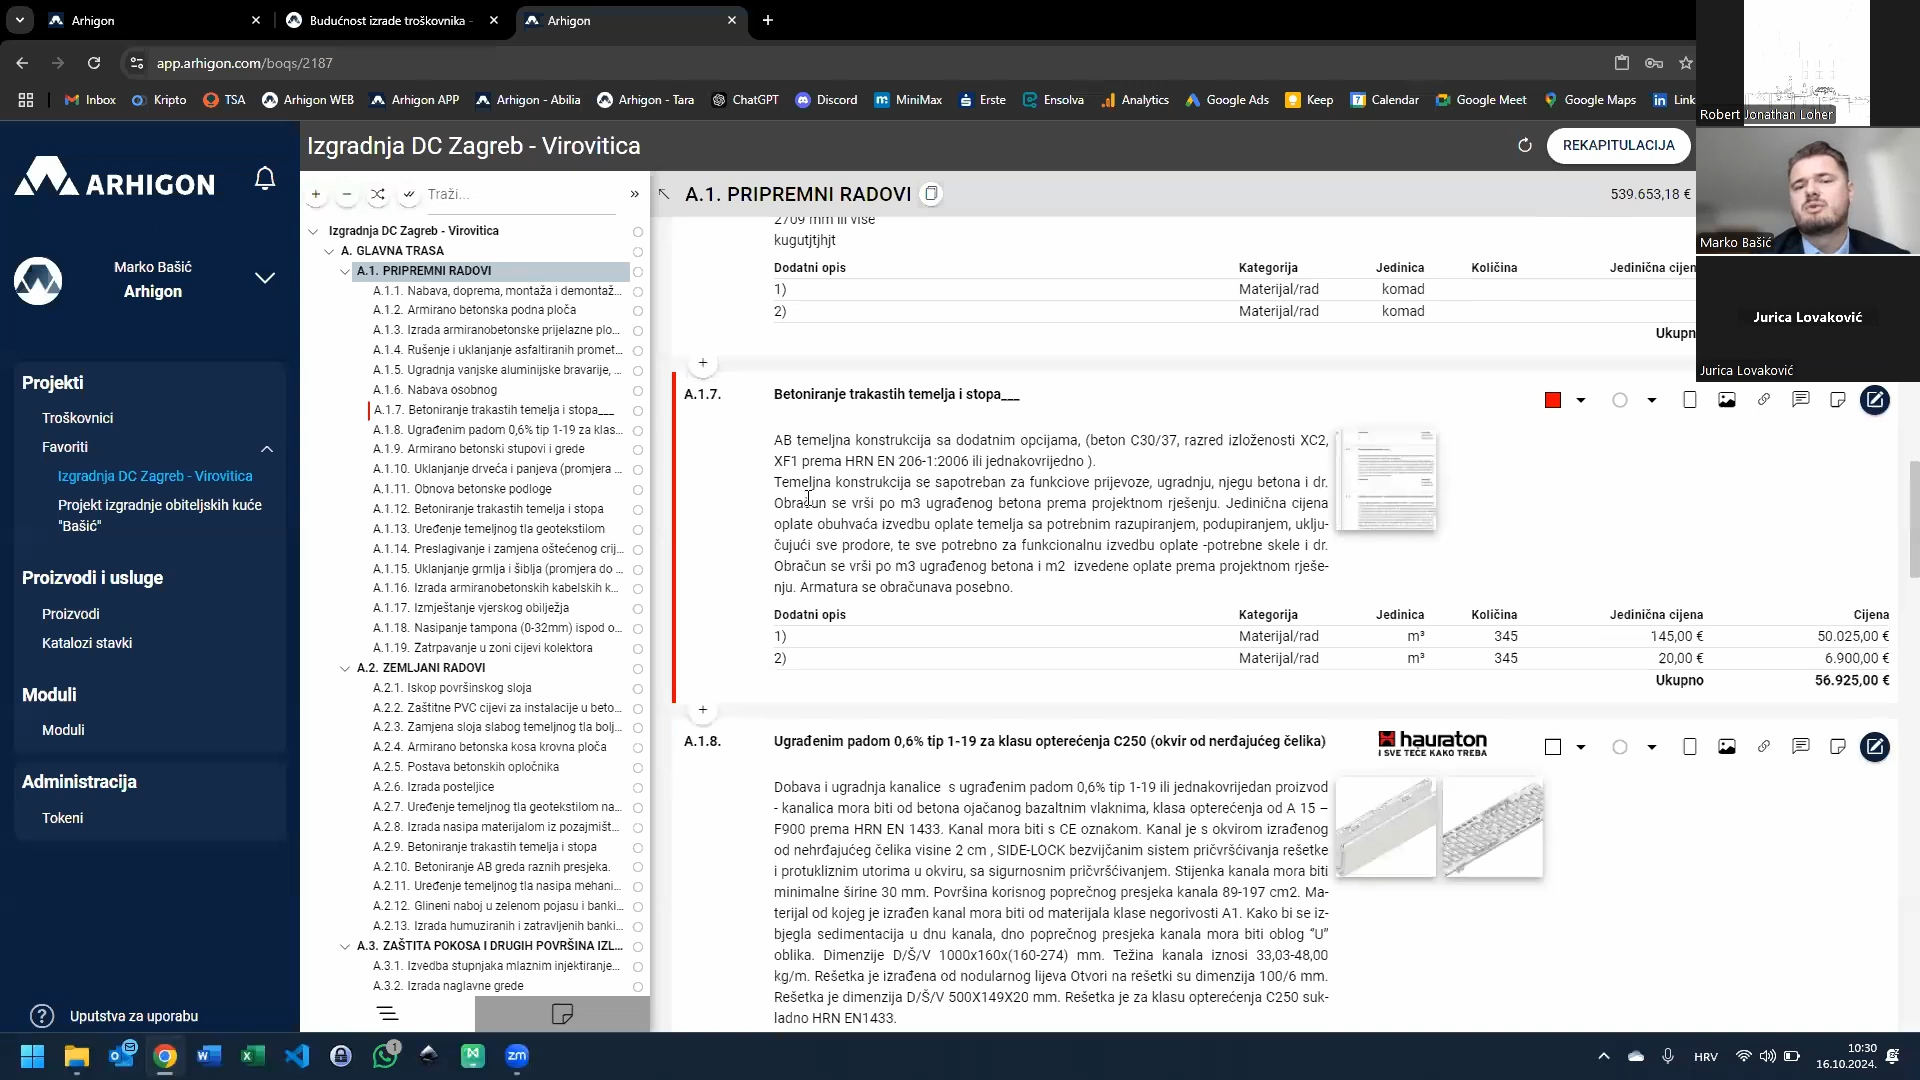 Arhigon
Budućnost izrade troškovnika -
Arhigon
app.arhigon.com/boqs/2187
Inbox
Kripto
TSA
Arhigon WEB
Arhigon APP
Arhigon - Abilia
Arhigon - Tara
ChatGPT
Discord
MiniMax
Erste
Ensolva
Analytics
Google Ads
Keep
Calendar
Google Meet
Google Maps
Link
ARHIGON
Marko Bašić
Arhigon
Projekti
Troškovnici
Favoriti
Izgradnja DC Zagreb - Virovitica
Projekt izgradnje obiteljskih kuće
"Bašić"
Proizvodi i usluge
Proizvodi
Katalozi stavki
Moduli
Moduli
Administracija
Tokeni
Uputstva za uporabu
Izgradnja DC Zagreb - Virovitica
REKAPITULACIJA
Traži...
Izgradnja DC Zagreb - Virovitica
A. GLAVNA TRASA
A.1. PRIPREMNI RADOVI
A.1.1. Nabava, doprema, montaža i demontaž...
A.1.2. Armirano betonska podna ploča
A.1.3. Izrada armiranobetonske prijelazne plo...
A.1.4. Rušenje i uklanjanje asfaltiranih promet...
A.1.5. Ugradnja vanjske aluminijske bravarije, ...
A.1.6. Nabava osobnog
A.1.7. Betoniranje trakastih temelja i stopa___
A.1.8. Ugrađenim padom 0,6% tip 1-19 za klas...
A.1.9. Armirano betonski stupovi i grede
A.1.10. Uklanjanje drveća i panjeva (promjera ...
A.1.11. Obnova betonske podloge
A.1.12. Betoniranje trakastih temelja i stopa
A.1.13. Uređenje temeljnog tla geotekstilom
A.1.14. Preslagivanje i zamjena oštećenog crij...
A.1.15. Uklanjanje grmlja i šiblja (promjera do ...
A.1.16. Izrada armiranobetonskih kabelskih k...
A.1.17. Izmještanje vjerskog obilježja
A.1.18. Nasipanje tampona (0-32mm) ispod o...
A.1.19. Zatrpavanje u zoni cijevi kolektora
A.2. ZEMLJANI RADOVI
A.2.1. Iskop površinskog sloja
A.2.2. Zaštitne PVC cijevi za instalacije u beto...
A.2.3. Zamjena sloja slabog temeljnog tla bolj...
A.2.4. Armirano betonska kosa krovna ploča
A.2.5. Postava betonskih opločnika
A.2.6. Izrada posteljice
A.2.7. Uređenje temeljnog tla geotekstilom na...
A.2.8. Izrada nasipa materijalom iz pozajmišt...
A.2.9. Betoniranje trakastih temelja i stopa
A.2.10. Betoniranje AB greda raznih presjeka.
A.2.11. Uređenje temeljnog tla nasipa mehani...
A.2.12. Glineni naboj u zelenom pojasu i banki...
A.2.13. Izrada humuziranih i zatravljenih banki...
A.3. ZAŠTITA POKOSA I DRUGIH POVRŠINA IZL...
A.3.1. Izvedba stupnjaka mlaznim injektiranje...
A.3.2. Izrada naglavne grede
A.1. PRIPREMNI RADOVI
539.653,18 €
2709 mm ili više
kugutjtjhjt
Dodatni opis Kategorija Jedinica Količina Jedinična cijen
1) Materijal/rad komad
2) Materijal/rad komad
Ukupno
A.1.7. Betoniranje trakastih temelja i stopa___
AB temeljna konstrukcija sa dodatnim opcijama, (beton C30/37, razred izloženosti XC2,
XF1 prema HRN EN 206-1:2006 ili jednakovrijedno ).
Temeljna konstrukcija se sapotreban za funkciove prijevoze, ugradnju, njegu betona i dr.
Obračun se vrši po m3 ugrađenog betona prema projektnom rješenju. Jedinična cijena
oplate obuhvaća izvedbu oplate temelja sa potrebnim razupiranjem, podupiranjem, uklju-
čujući sve prodore, te sve potrebno za funkcionalnu izvedbu oplate -potrebne skele i dr.
Obračun se vrši po m3 ugrađenog betona i m2  izvedene oplate prema projektnom rješe-
nju. Armatura se obračunava posebno.
Dodatni opis Kategorija Jedinica Količina Jedinična cijena Cijena
1) Materijal/rad m³ 345 145,00 € 50.025,00 €
2) Materijal/rad m³ 345 20,00 € 6.900,00 €
Ukupno 56.925,00 €
A.1.8. Ugrađenim padom 0,6% tip 1-19 za klasu opterećenja C250 (okvir od nerđajućeg čelika)
hauraton
I SVE TEČE KAKO TREBA
Dobava i ugradnja kanalice  s ugrađenim padom 0,6% tip 1-19 ili jednakovrijedan proizvod
- kanalica mora biti od betona ojačanog bazaltnim vlaknima, klasa opterećenja od A 15 –
F900 prema HRN EN 1433. Kanal mora biti s CE oznakom. Kanal je s okvirom izrađenog
od nehrđajućeg čelika visine 2 cm , SIDE-LOCK bezvijčanim sistem pričvršćivanja rešetke
i protukliznim utorima u okviru, sa sigurnosnim pričvršćivanjem. Stijenka kanala mora biti
minimalne širine 30 mm. Površina korisnog poprečnog presjeka kanala 89-197 cm2. Ma-
terijal od kojeg je izrađen kanal mora biti od materijala klase negorivosti A1. Kako bi se iz-
bjegla sedimentacija u dnu kanala, dno poprečnog presjeka kanala mora biti oblog “U”
oblika. Dimenzije D/Š/V 1000x160x(160-274) mm. Težina kanala iznosi 33,03-48,00
kg/m. Rešetka je izrađena od nodularnog lijeva Otvori na rešetki su dimenzija 100/6 mm.
Rešetka je dimenzija D/Š/V 500X149X20 mm. Rešetka je za klasu opterećenja C250 suk-
ladno HRN EN1433.
Robert Jonathan Loher
Marko Bašić
Jurica Lovaković
Jurica Lovaković
1
zm
HRV
10:30
16.10.2024.